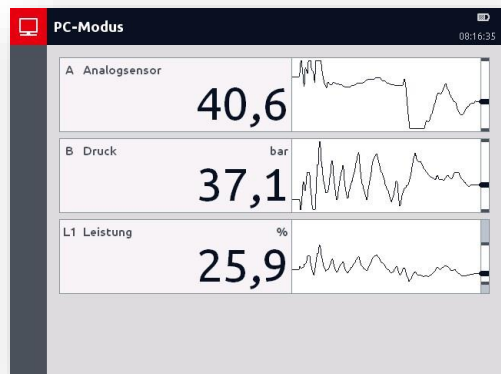 PC-Modus
08:16:35
A Analogsensor
40,6
B Druck bar
37,1
L1 Leistung %
25,9